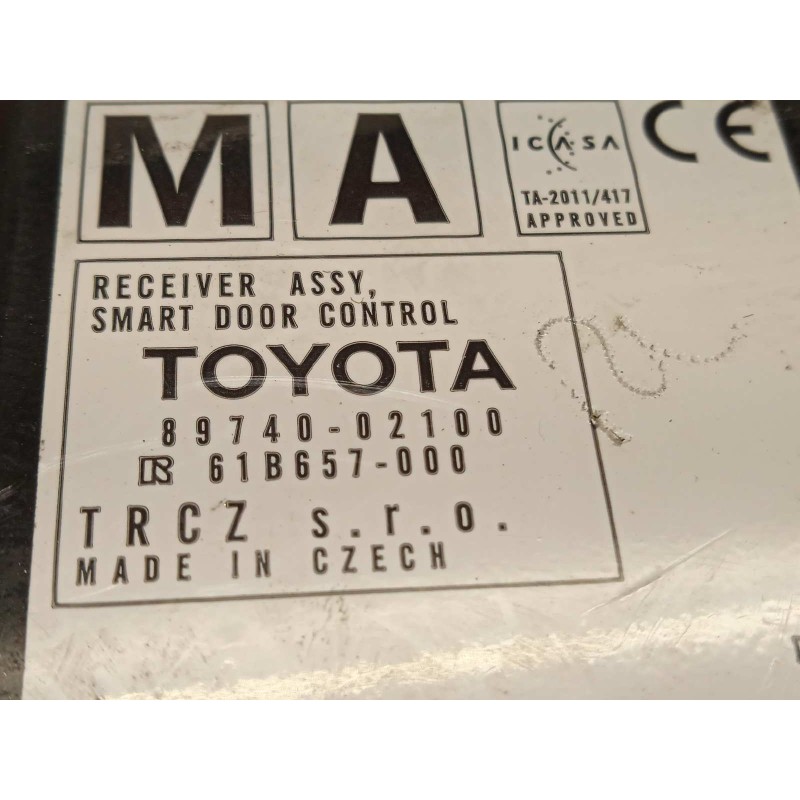 M A
ICASA
CE
TA-2011/417
APPROVED
RECEIVER ASSY,
SMART DOOR CONTROL
TOYOTA
89740-02100
61B657-000
TRCZ s.r.o.
MADE IN CZECH